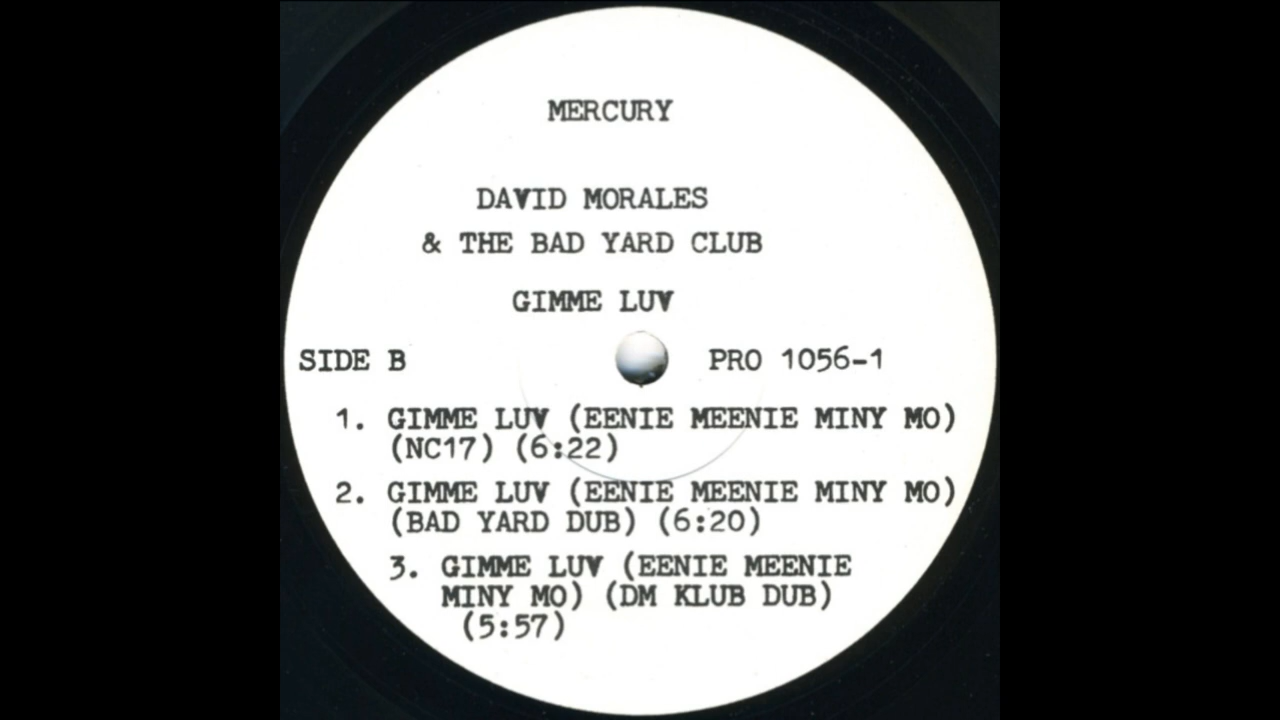 MERCURY
DAVID MORALES
& THE BAD YARD CLUB
GIMME LUV
SIDE B
PRO 1056-1
1. GIMME LUV (EENIE MEENIE MINY MO)
(NC17) (6:22)
2. GIMME LUV (EENIE MEENIE MINY MO)
(BAD YARD DUB) (6:20)
3. GIMME LUV (EENIE MEENIE
MINY MO) (DM KLUB DUB)
(5:57)